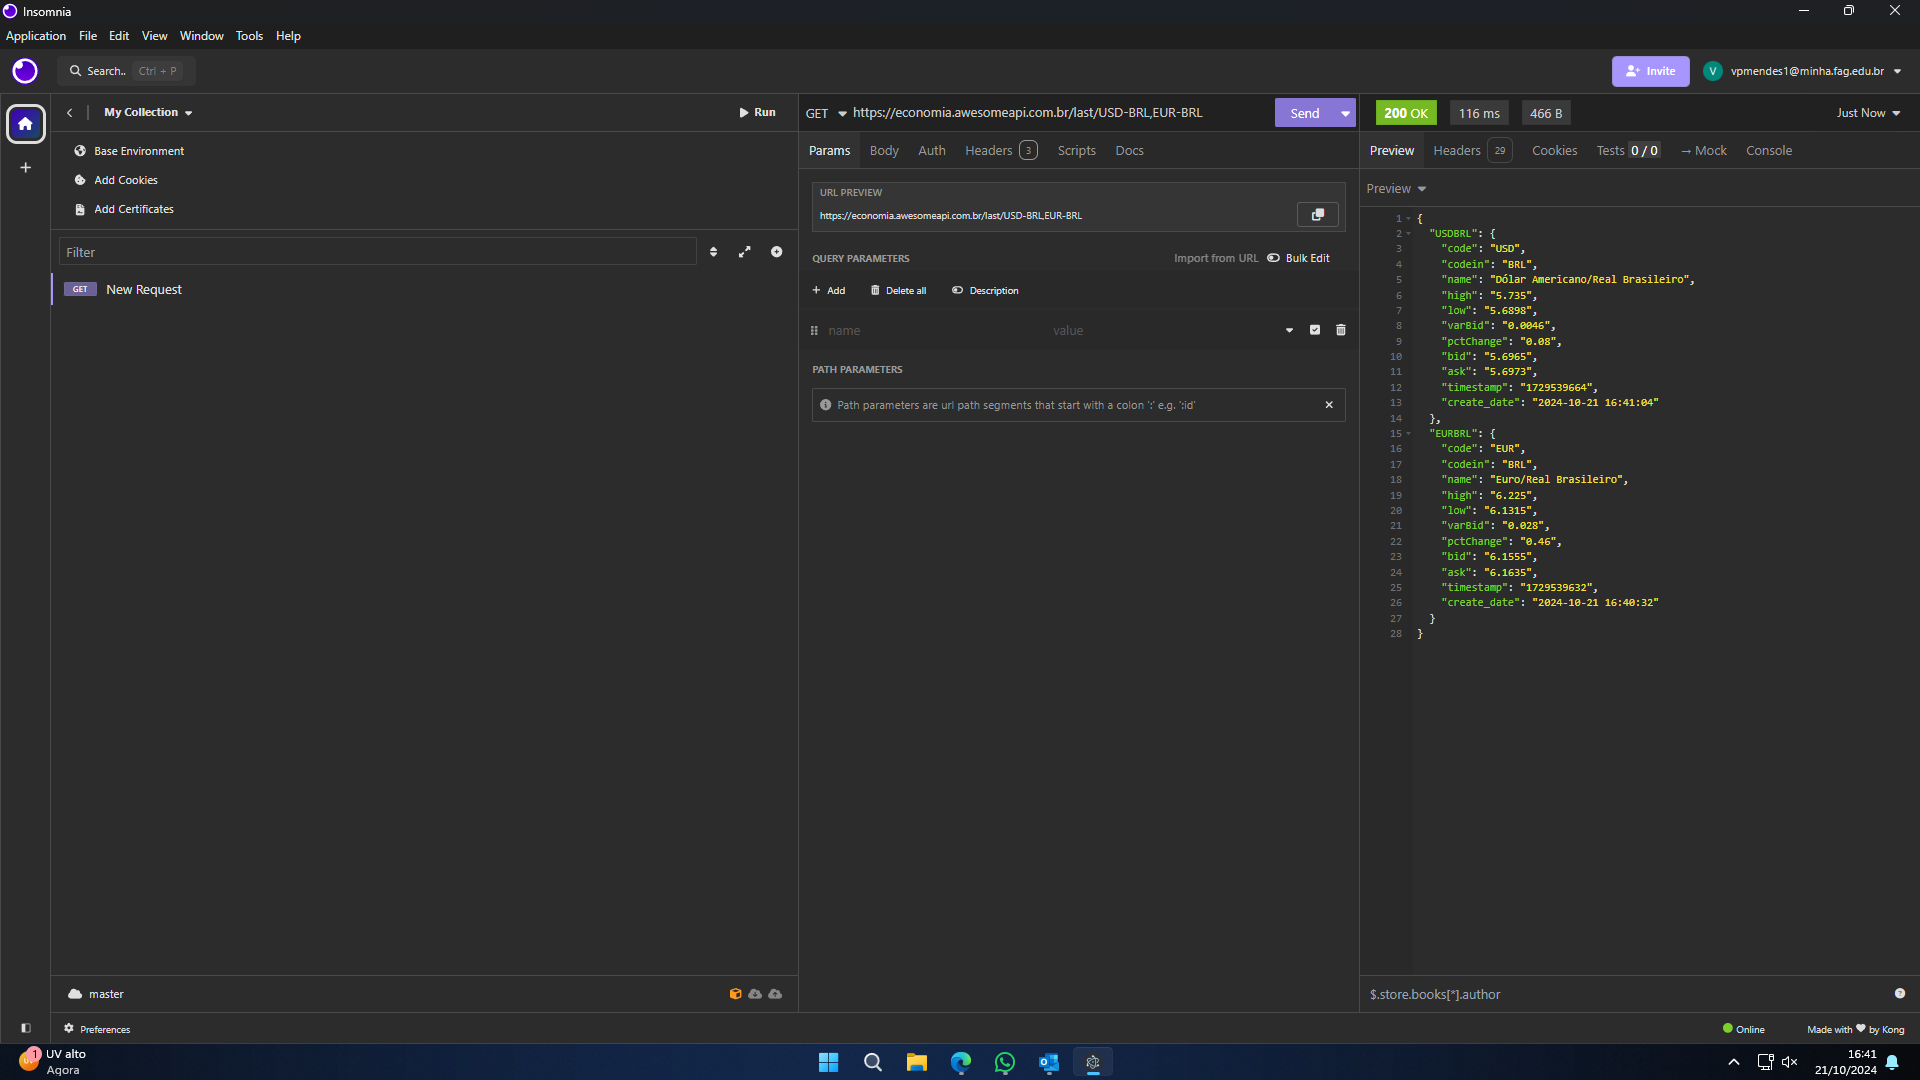 Insomnia
Application File Edit View Window Tools Help
Search.. Ctrl + P
Invite
V vpmendes1@minha.fag.edu.br
My Collection
Run
Base Environment
Add Cookies
Add Certificates
Filter
GET New Request
master
Preferences
GET https://economia.awesomeapi.com.br/last/USD-BRL,EUR-BRL
Send
Params Body Auth Headers 3 Scripts Docs
URL PREVIEW
https://economia.awesomeapi.com.br/last/USD-BRL,EUR-BRL
QUERY PARAMETERS
Import from URL Bulk Edit
Add Delete all Description
name value
PATH PARAMETERS
Path parameters are url path segments that start with a colon ':' e.g. ':id'
200 OK 116 ms 466 B
Just Now
Preview Headers 29 Cookies Tests 0 / 0 → Mock Console
Preview
1 {
2 "USDBRL": {
3 "code": "USD",
4 "codein": "BRL",
5 "name": "Dólar Americano/Real Brasileiro",
6 "high": "5.735",
7 "low": "5.6898",
8 "varBid": "0.0046",
9 "pctChange": "0.08",
10 "bid": "5.6965",
11 "ask": "5.6973",
12 "timestamp": "1729539664",
13 "create_date": "2024-10-21 16:41:04"
14 },
15 "EURBRL": {
16 "code": "EUR",
17 "codein": "BRL",
18 "name": "Euro/Real Brasileiro",
19 "high": "6.225",
20 "low": "6.1315",
21 "varBid": "0.028",
22 "pctChange": "0.46",
23 "bid": "6.1555",
24 "ask": "6.1635",
25 "timestamp": "1729539632",
26 "create_date": "2024-10-21 16:40:32"
27 }
28 }
$.store.books[*].author
Online
Made with ❤ by Kong
1
UV alto
Agora
16:41
21/10/2024